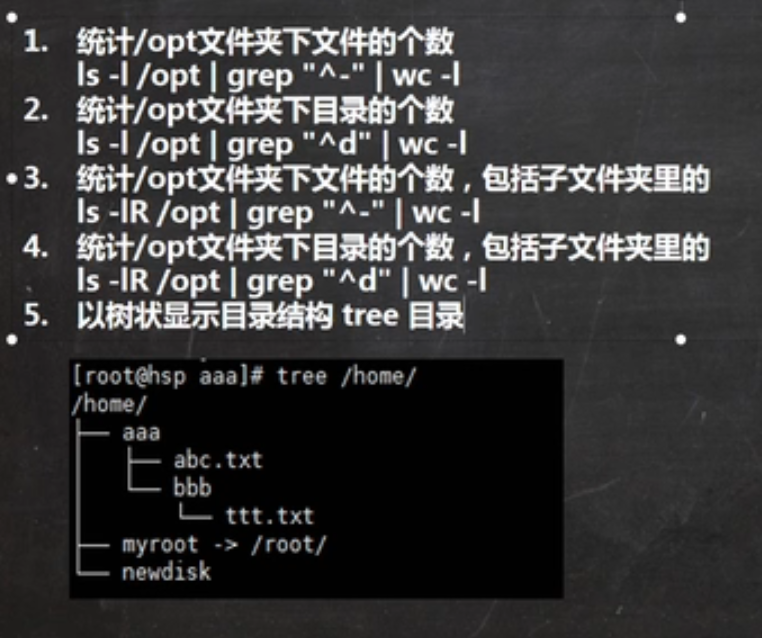 1. 统计/opt文件夹下文件的个数
ls -l /opt | grep "^-" | wc -l
2. 统计/opt文件夹下目录的个数
ls -l /opt | grep "^d" | wc -l
3. 统计/opt文件夹下文件的个数，包括子文件夹里的
ls -lR /opt | grep "^-" | wc -l
4. 统计/opt文件夹下目录的个数，包括子文件夹里的
ls -lR /opt | grep "^d" | wc -l
5. 以树状显示目录结构 tree 目录
[root@hsp aaa]# tree /home/
/home/
├── aaa
│   ├── abc.txt
│   └── bbb
│       └── ttt.txt
├── myroot -> /root/
└── newdisk